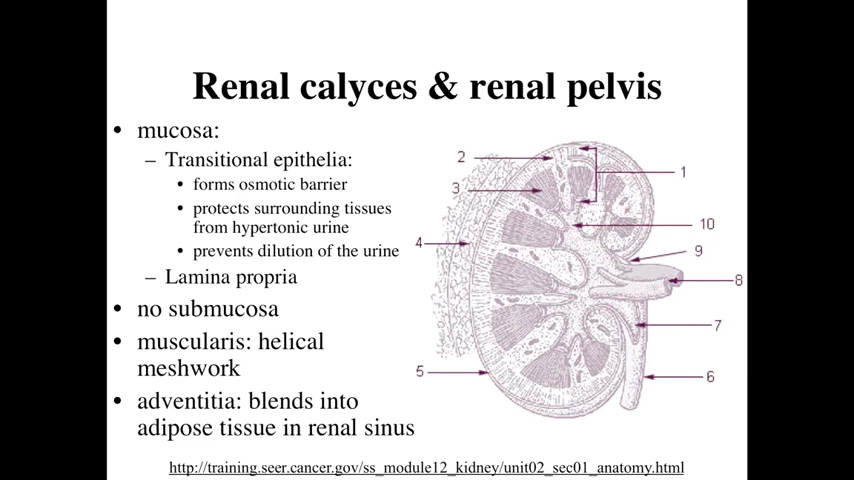 Renal calyces & renal pelvis
• mucosa:
– Transitional epithelia:
• forms osmotic barrier
• protects surrounding tissues
from hypertonic urine
• prevents dilution of the urine
– Lamina propria
• no submucosa
• muscularis: helical
meshwork
• adventitia: blends into
adipose tissue in renal sinus
2
1
3
10
4
9
8
7
5
6
http://training.seer.cancer.gov/ss_module12_kidney/unit02_sec01_anatomy.html